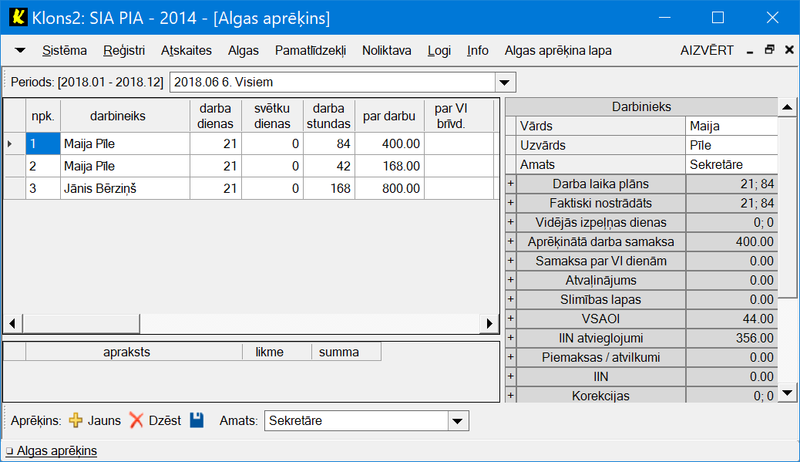 Klons2: SIA PIA - 2014 - [Algas aprēķins]
Sistēma Reģistri Atskaites Algas Pamatlīdzekļi Noliktava Logi Info Algas aprēķina lapa AIZVĒRT
Periods: [2018.01 - 2018.12] 2018.06 6. Visiem
npk. darbineiks darba dienas svētku dienas darba stundas par darbu par VI brīvd.
1 Maija Pīle 21 0 84 400.00
2 Maija Pīle 21 0 42 168.00
3 Jānis Bērziņš 21 0 168 800.00
apraksts likme summa
Darbinieks
Vārds Maija
Uzvārds Pīle
Amats Sekretāre
+ Darba laika plāns 21; 84
+ Faktiski nostrādāts 21; 84
+ Vidējās izpeļņas dienas 0; 0
+ Aprēķinātā darba samaksa 400.00
+ Samaksa par VI dienām 0.00
+ Atvaļinājums 0.00
+ Slimības lapas 0.00
+ VSAOI 44.00
+ IIN atvieglojumi 356.00
+ Piemaksas / atvilkumi 0.00
+ IIN 0.00
+ Korekcijas 0; 0
Aprēķins: Jauns Dzēst Amats: Sekretāre
Algas aprēķins